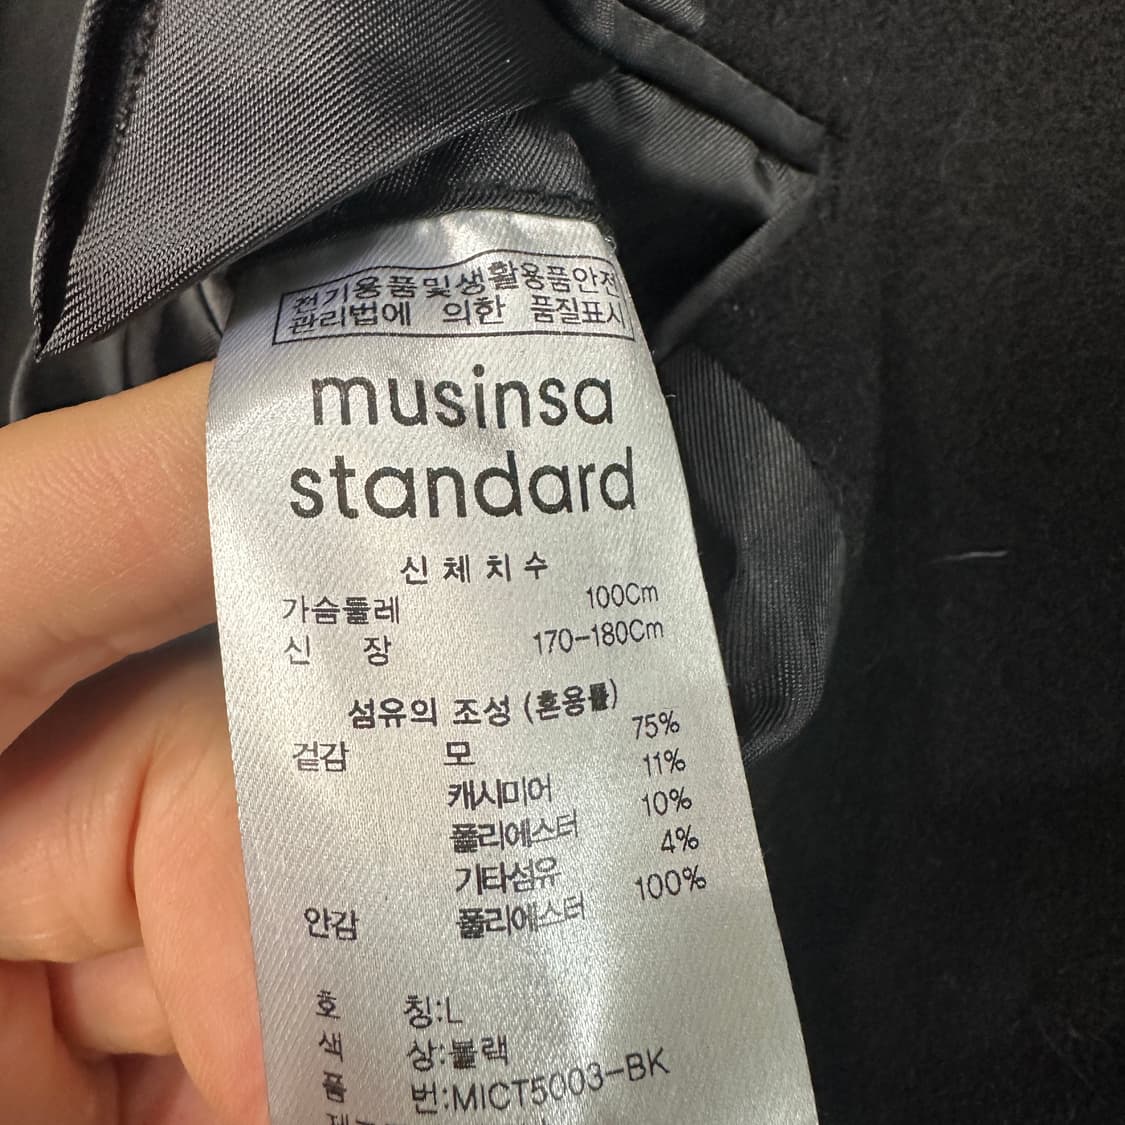 전기용품및생활용품안전
관리법에 의한 품질표시
musinsa
standard
신체치수
가슴둘레 100Cm
신 장 170-180Cm
섬유의 조성 (혼용률)
겉감 모 75%
캐시미어 11%
폴리에스터 10%
기타섬유 4%
안감 폴리에스터 100%
호 칭:L
색 상:블랙
품 번:MICT5003-BK